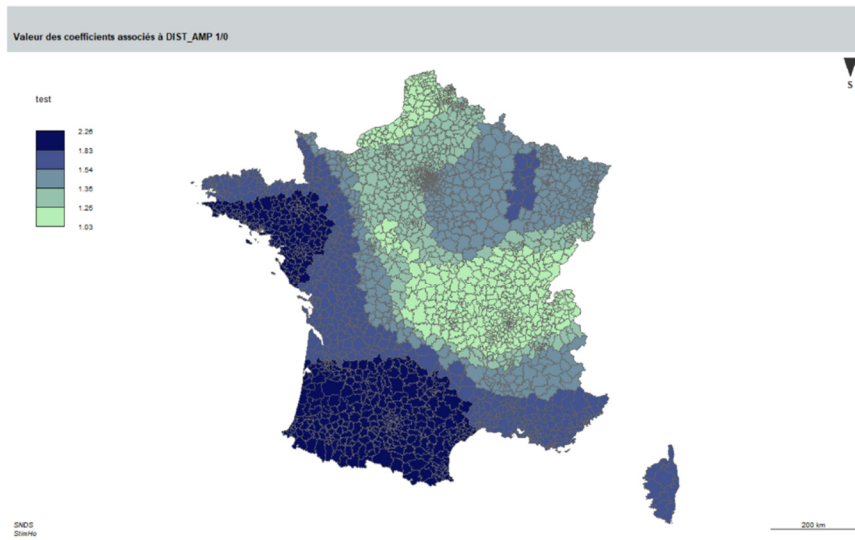 Valeur des coefficients associés à DIST_AMP 1/0
S
test
2.26
1.83
1.54
1.35
1.25
1.03
SNDS
StimHo
200 km